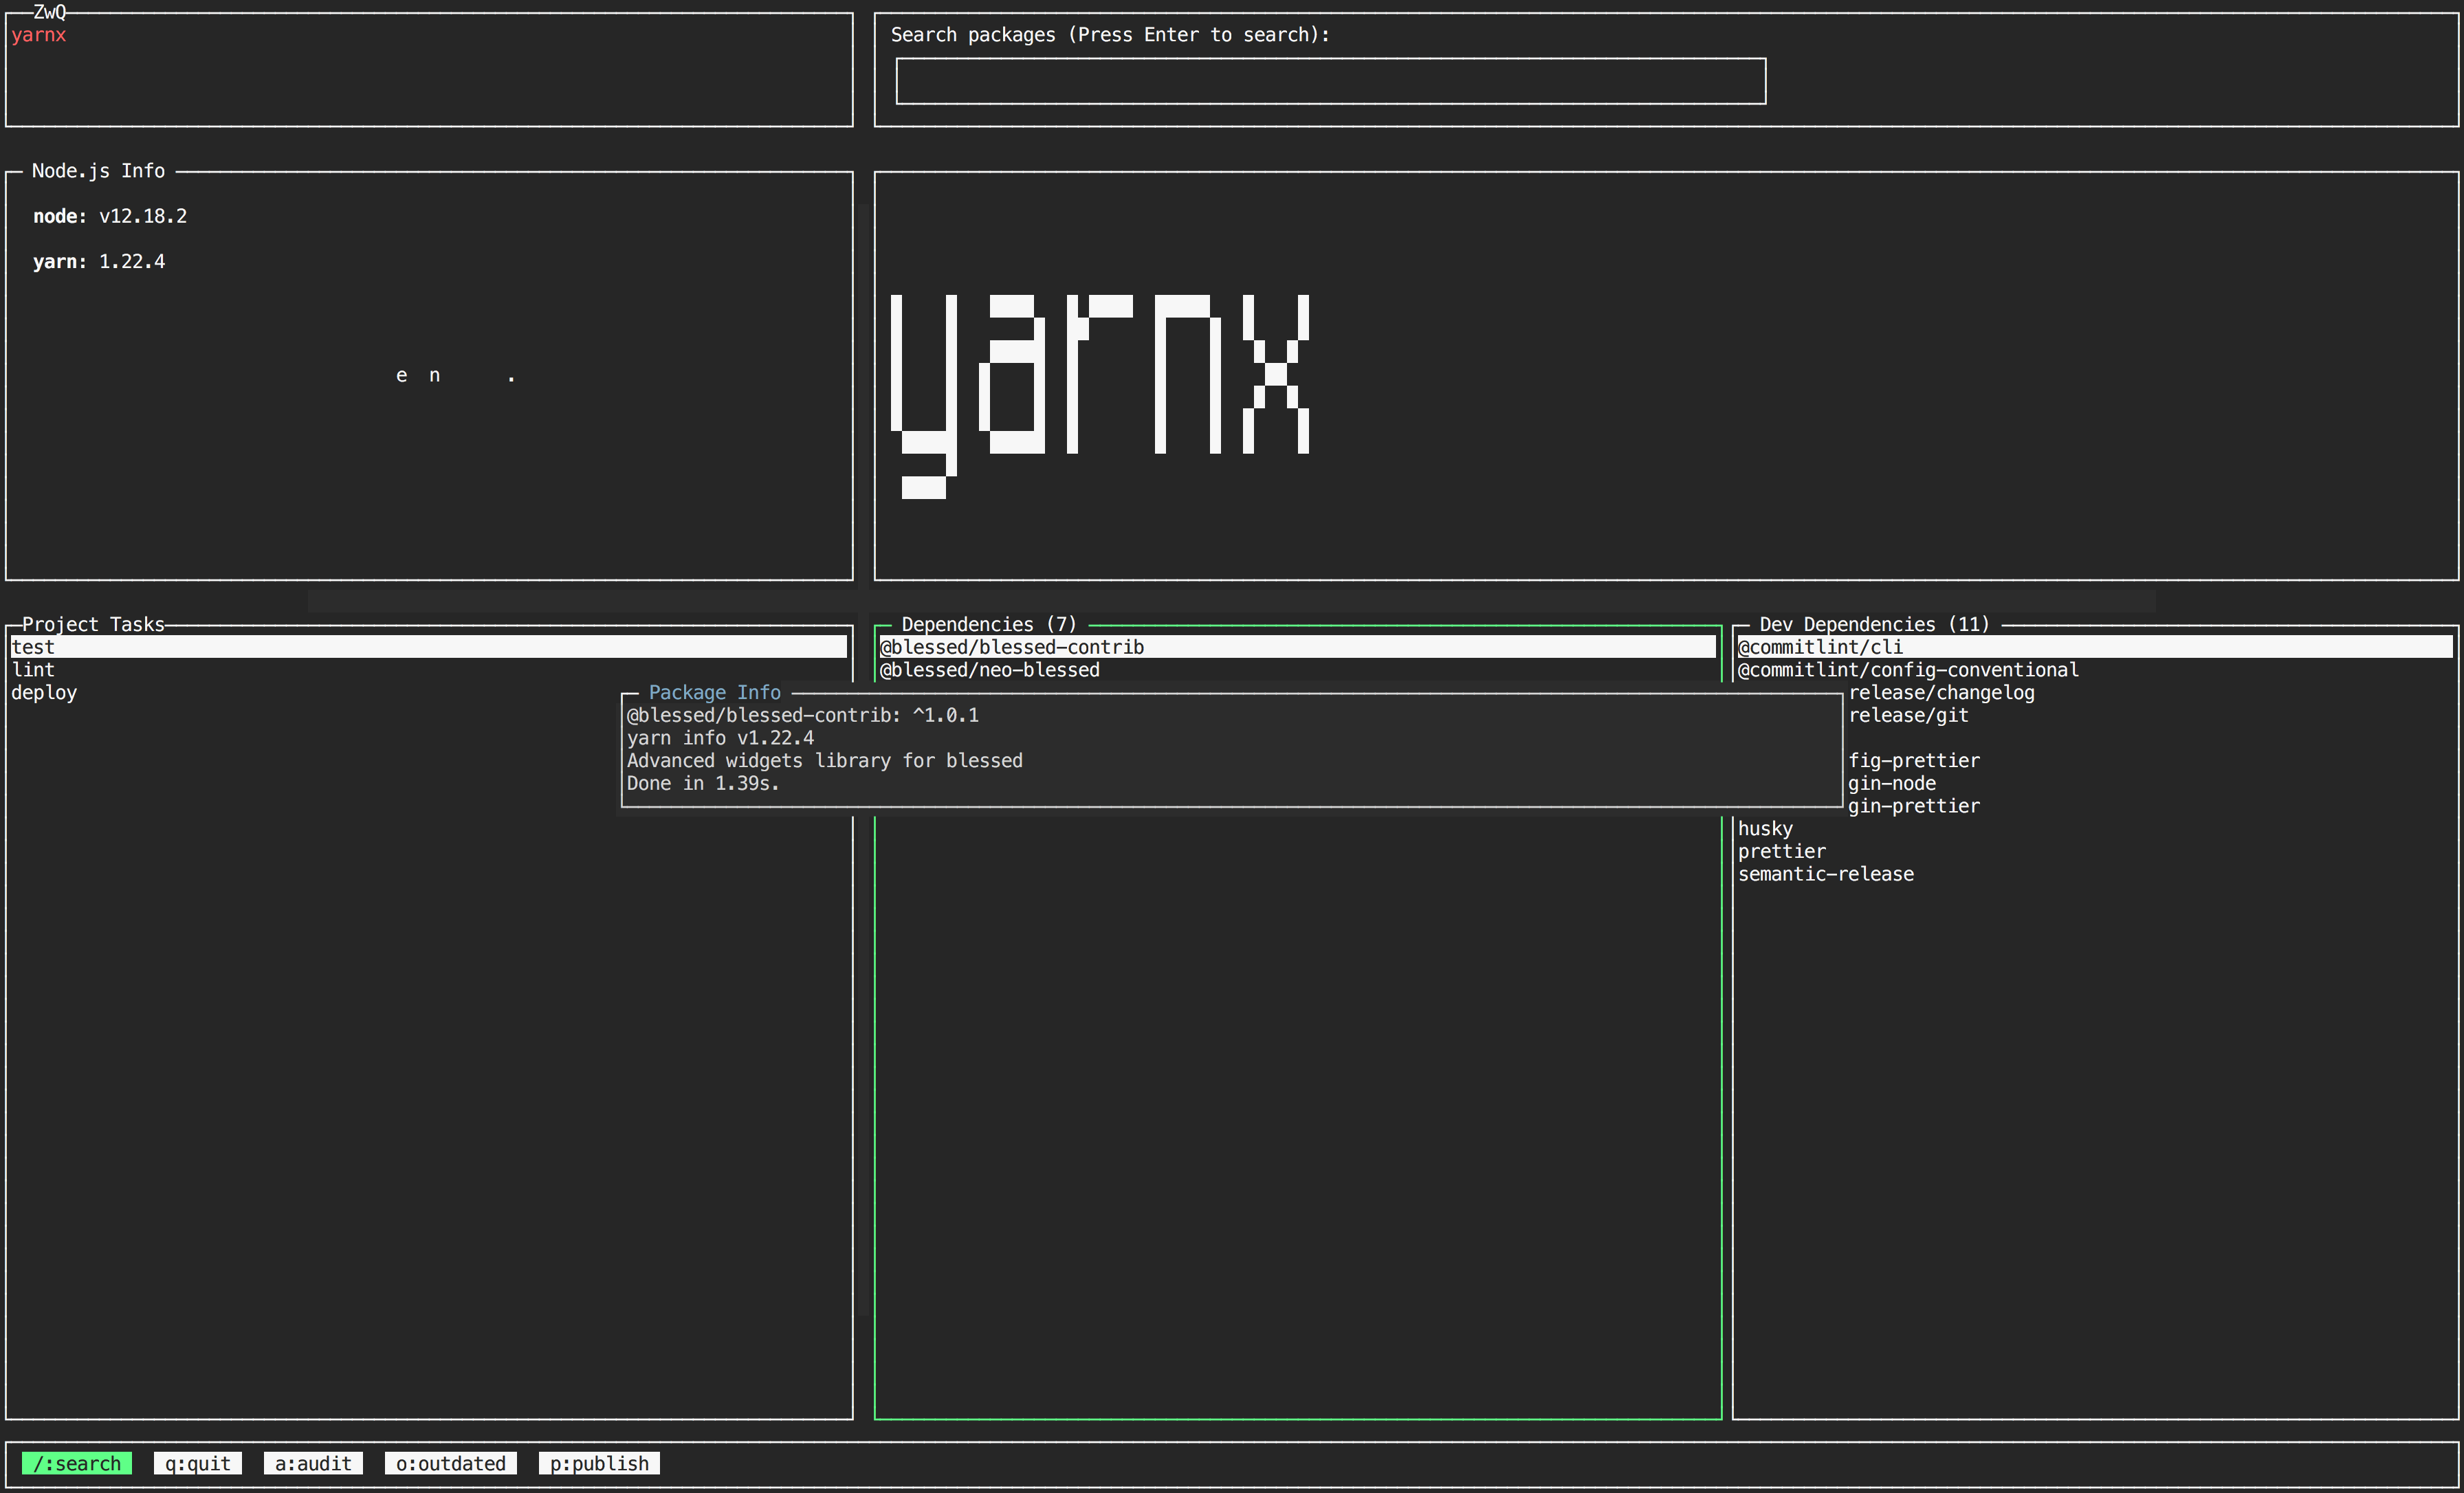 ZwQ
yarnx
Search packages (Press Enter to search):
Node.js Info
node: v12.18.2
yarn: 1.22.4
e n .
yarnx
Project Tasks
test
lint
deploy
Dependencies (7)
@blessed/blessed-contrib
@blessed/neo-blessed
Dev Dependencies (11)
@commitlint/cli
@commitlint/config-conventional
release/changelog
release/git
fig-prettier
gin-node
gin-prettier
husky
prettier
semantic-release
Package Info
@blessed/blessed-contrib: ^1.0.1
yarn info v1.22.4
Advanced widgets library for blessed
Done in 1.39s.
/:search q:quit a:audit o:outdated p:publish